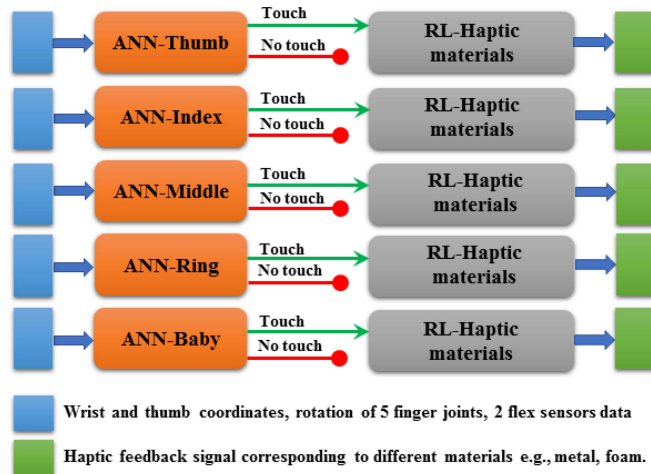 Touch
ANN-Thumb
No touch
RL-Haptic
materials
Touch
ANN-Index
No touch
RL-Haptic
materials
Touch
ANN-Middle
No touch
RL-Haptic
materials
Touch
ANN-Ring
No touch
RL-Haptic
materials
Touch
ANN-Baby
No touch
RL-Haptic
materials
Wrist and thumb coordinates, rotation of 5 finger joints, 2 flex sensors data
Haptic feedback signal corresponding to different materials e.g., metal, foam.